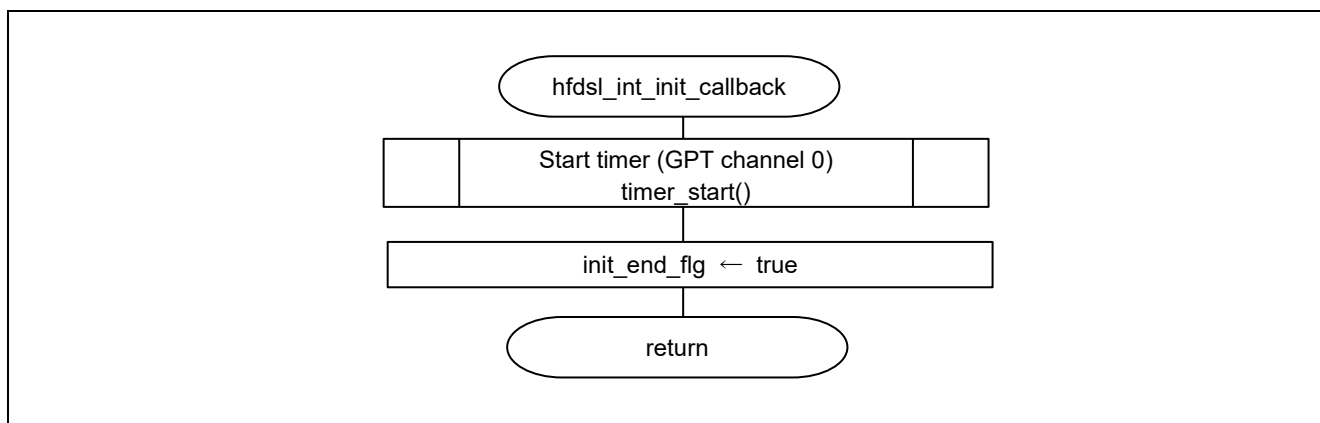 hfdsl_int_init_callback
Start timer (GPT channel 0)
timer_start()
init_end_flg ← true
return